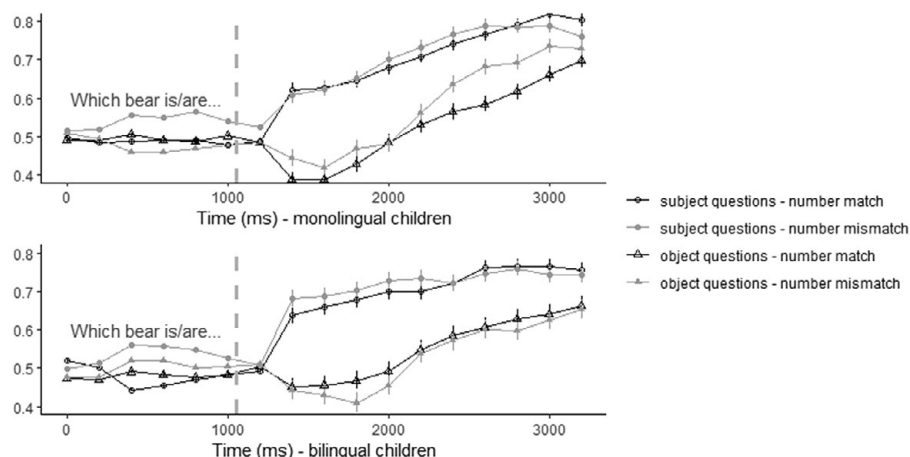 0.8
0.7
0.6
0.5
0.4
Which bear is/are...
0 1000 2000 3000
Time (ms) - monolingual children
0.8
0.7
0.6
0.5
0.4
Which bear is/are...
0 1000 2000 3000
Time (ms) - bilingual children
subject questions - number match
subject questions - number mismatch
object questions - number match
object questions - number mismatch